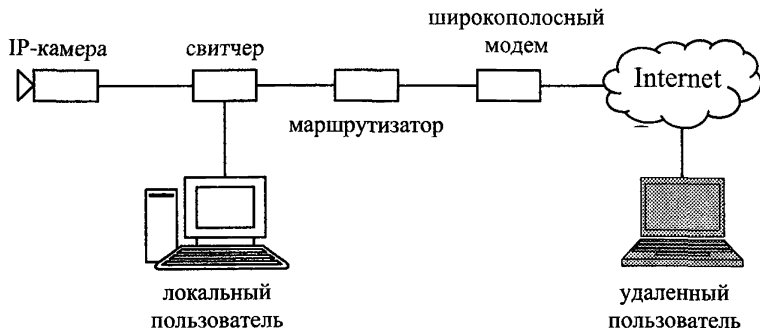 широкополосный
модем
IP-камера
свитчер
Internet
маршрутизатор
локальный
пользователь
удаленный
пользователь